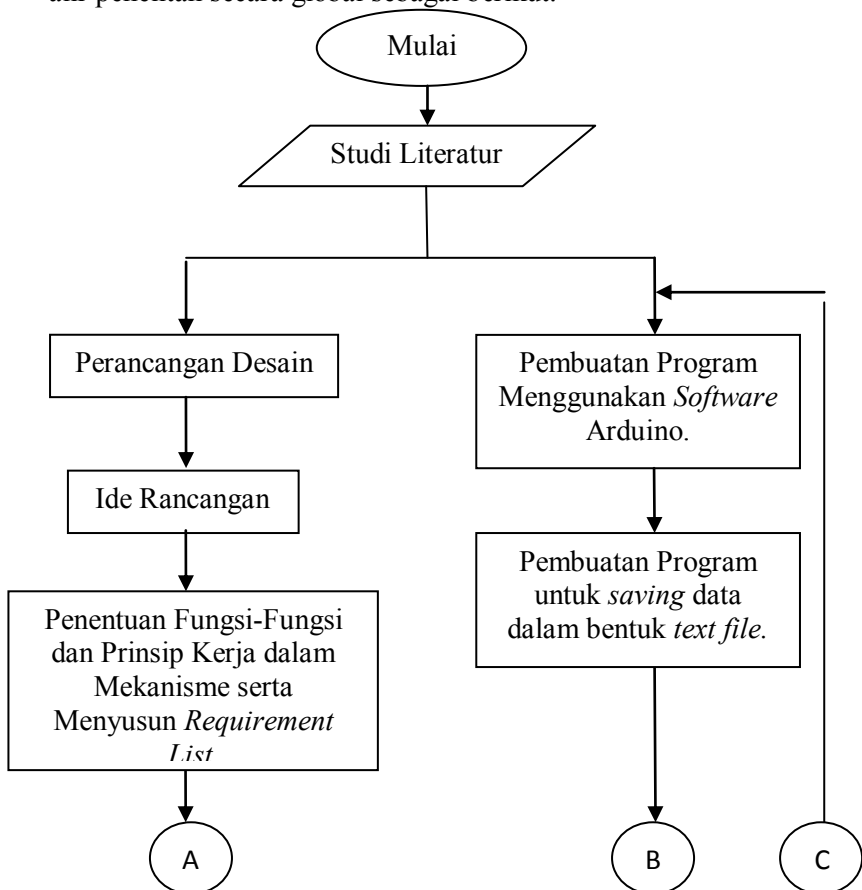 Mulai
Studi Literatur
Perancangan Desain
Ide Rancangan
Penentuan Fungsi-Fungsi
dan Prinsip Kerja dalam
Mekanisme serta
Menyusun Requirement
List
A
Pembuatan Program
Menggunakan Software
Arduino.
Pembuatan Program
untuk saving data
dalam bentuk text file.
B
C